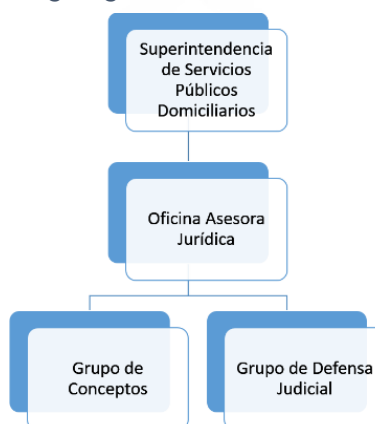 Superintendencia
de Servicios
Públicos
Domiciliarios
Oficina Asesora
Jurídica
Grupo de
Conceptos
Grupo de Defensa
Judicial